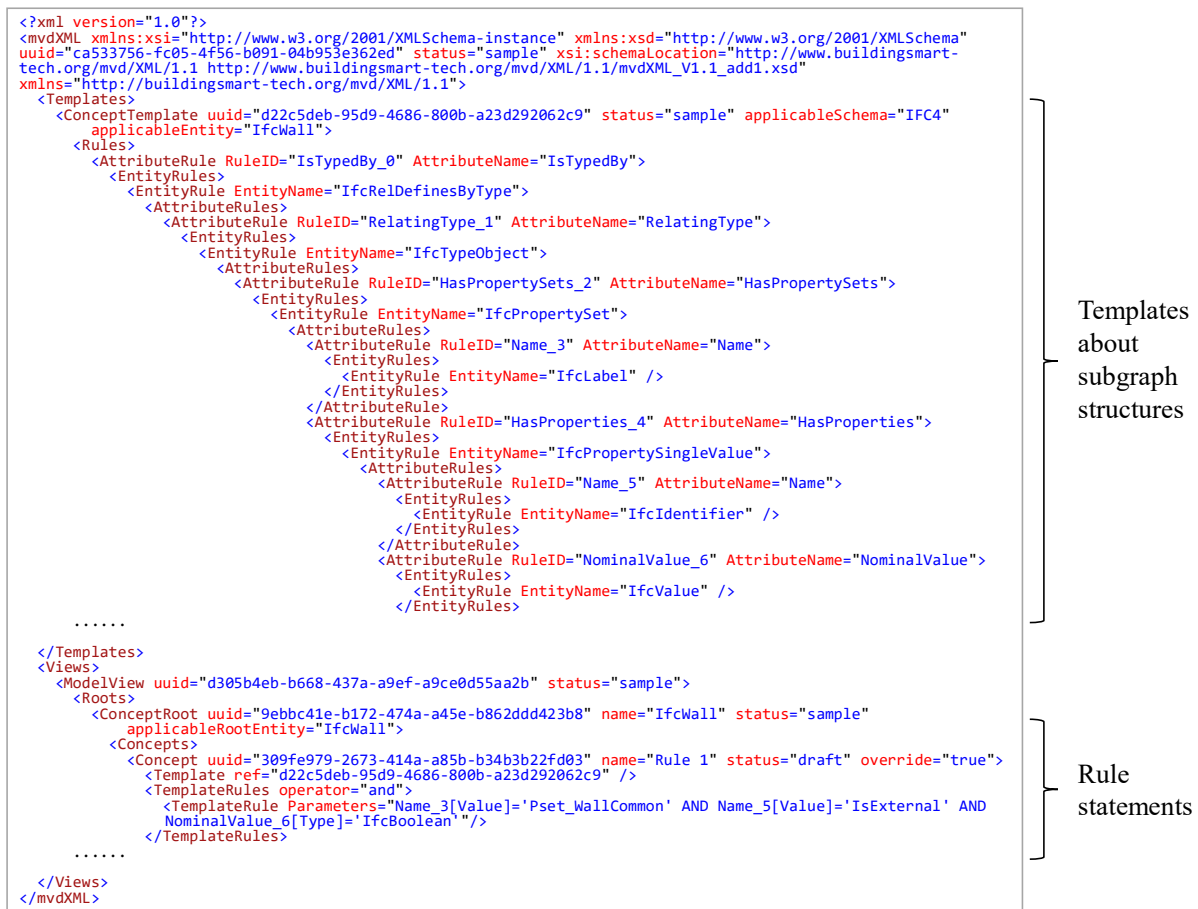 <?xml version="1.0"?>
<mvdXML xmlns:xsi="http://www.w3.org/2001/XMLSchema-instance" xmlns:xsd="http://www.w3.org/2001/XMLSchema"
uuid="ca533756-fc05-4f56-b091-04b953e362ed" status="sample" xsi:schemaLocation="http://www.buildingsmart-
tech.org/mvd/XML/1.1 http://www.buildingsmart-tech.org/mvd/XML/1.1/mvdXML_V1.1_add1.xsd"
xmlns="http://buildingsmart-tech.org/mvd/XML/1.1">
<Templates>
<ConceptTemplate uuid="d22c5deb-95d9-4686-800b-a23d292062c9" status="sample" applicableSchema="IFC4"
applicableEntity="IfcWall">
<Rules>
<AttributeRule RuleID="IsTypedBy_0" AttributeName="IsTypedBy">
<EntityRules>
<EntityRule EntityName="IfcRelDefinesByType">
<AttributeRules>
<AttributeRule RuleID="RelatingType_1" AttributeName="RelatingType">
<EntityRules>
<EntityRule EntityName="IfcTypeObject">
<AttributeRules>
<AttributeRule RuleID="HasPropertySets_2" AttributeName="HasPropertySets">
<EntityRules>
<EntityRule EntityName="IfcPropertySet">
<AttributeRules>
<AttributeRule RuleID="Name_3" AttributeName="Name">
<EntityRules>
<EntityRule EntityName="IfcLabel" />
</EntityRules>
</AttributeRule>
<AttributeRule RuleID="HasProperties_4" AttributeName="HasProperties">
<EntityRules>
<EntityRule EntityName="IfcPropertySingleValue">
<AttributeRules>
<AttributeRule RuleID="Name_5" AttributeName="Name">
<EntityRules>
<EntityRule EntityName="IfcIdentifier" />
</EntityRules>
</AttributeRule>
<AttributeRule RuleID="NominalValue_6" AttributeName="NominalValue">
<EntityRules>
<EntityRule EntityName="IfcValue" />
</EntityRules>
......
</Templates>
<Views>
<ModelView uuid="d305b4eb-b668-437a-a9ef-a9ce0d55aa2b" status="sample">
<Roots>
<ConceptRoot uuid="9ebbc41e-b172-474a-a45e-b862ddd423b8" name="IfcWall" status="sample"
applicableRootEntity="IfcWall">
<Concepts>
<Concept uuid="309fe979-2673-414a-a85b-b34b3b22fd03" name="Rule 1" status="draft" override="true">
<Template ref="d22c5deb-95d9-4686-800b-a23d292062c9" />
<TemplateRules operator="and">
<TemplateRule Parameters="Name_3[Value]='Pset_WallCommon' AND Name_5[Value]='IsExternal' AND
NominalValue_6[Type]='IfcBoolean'"/>
</TemplateRules>
......
</Views>
</mvdXML>
Templates
about
subgraph
structures
Rule
statements